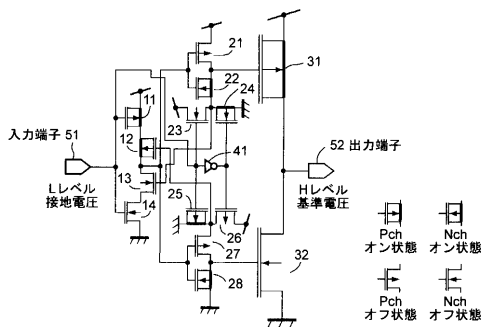 21
22
31
24
11
12
23
41
入力端子 51
52 出力端子
13
Lレベル
接地電圧
14
25
26
Hレベル
基準電圧
27
28
32
Pch
オン状態
Nch
オン状態
Pch
オフ状態
Nch
オフ状態